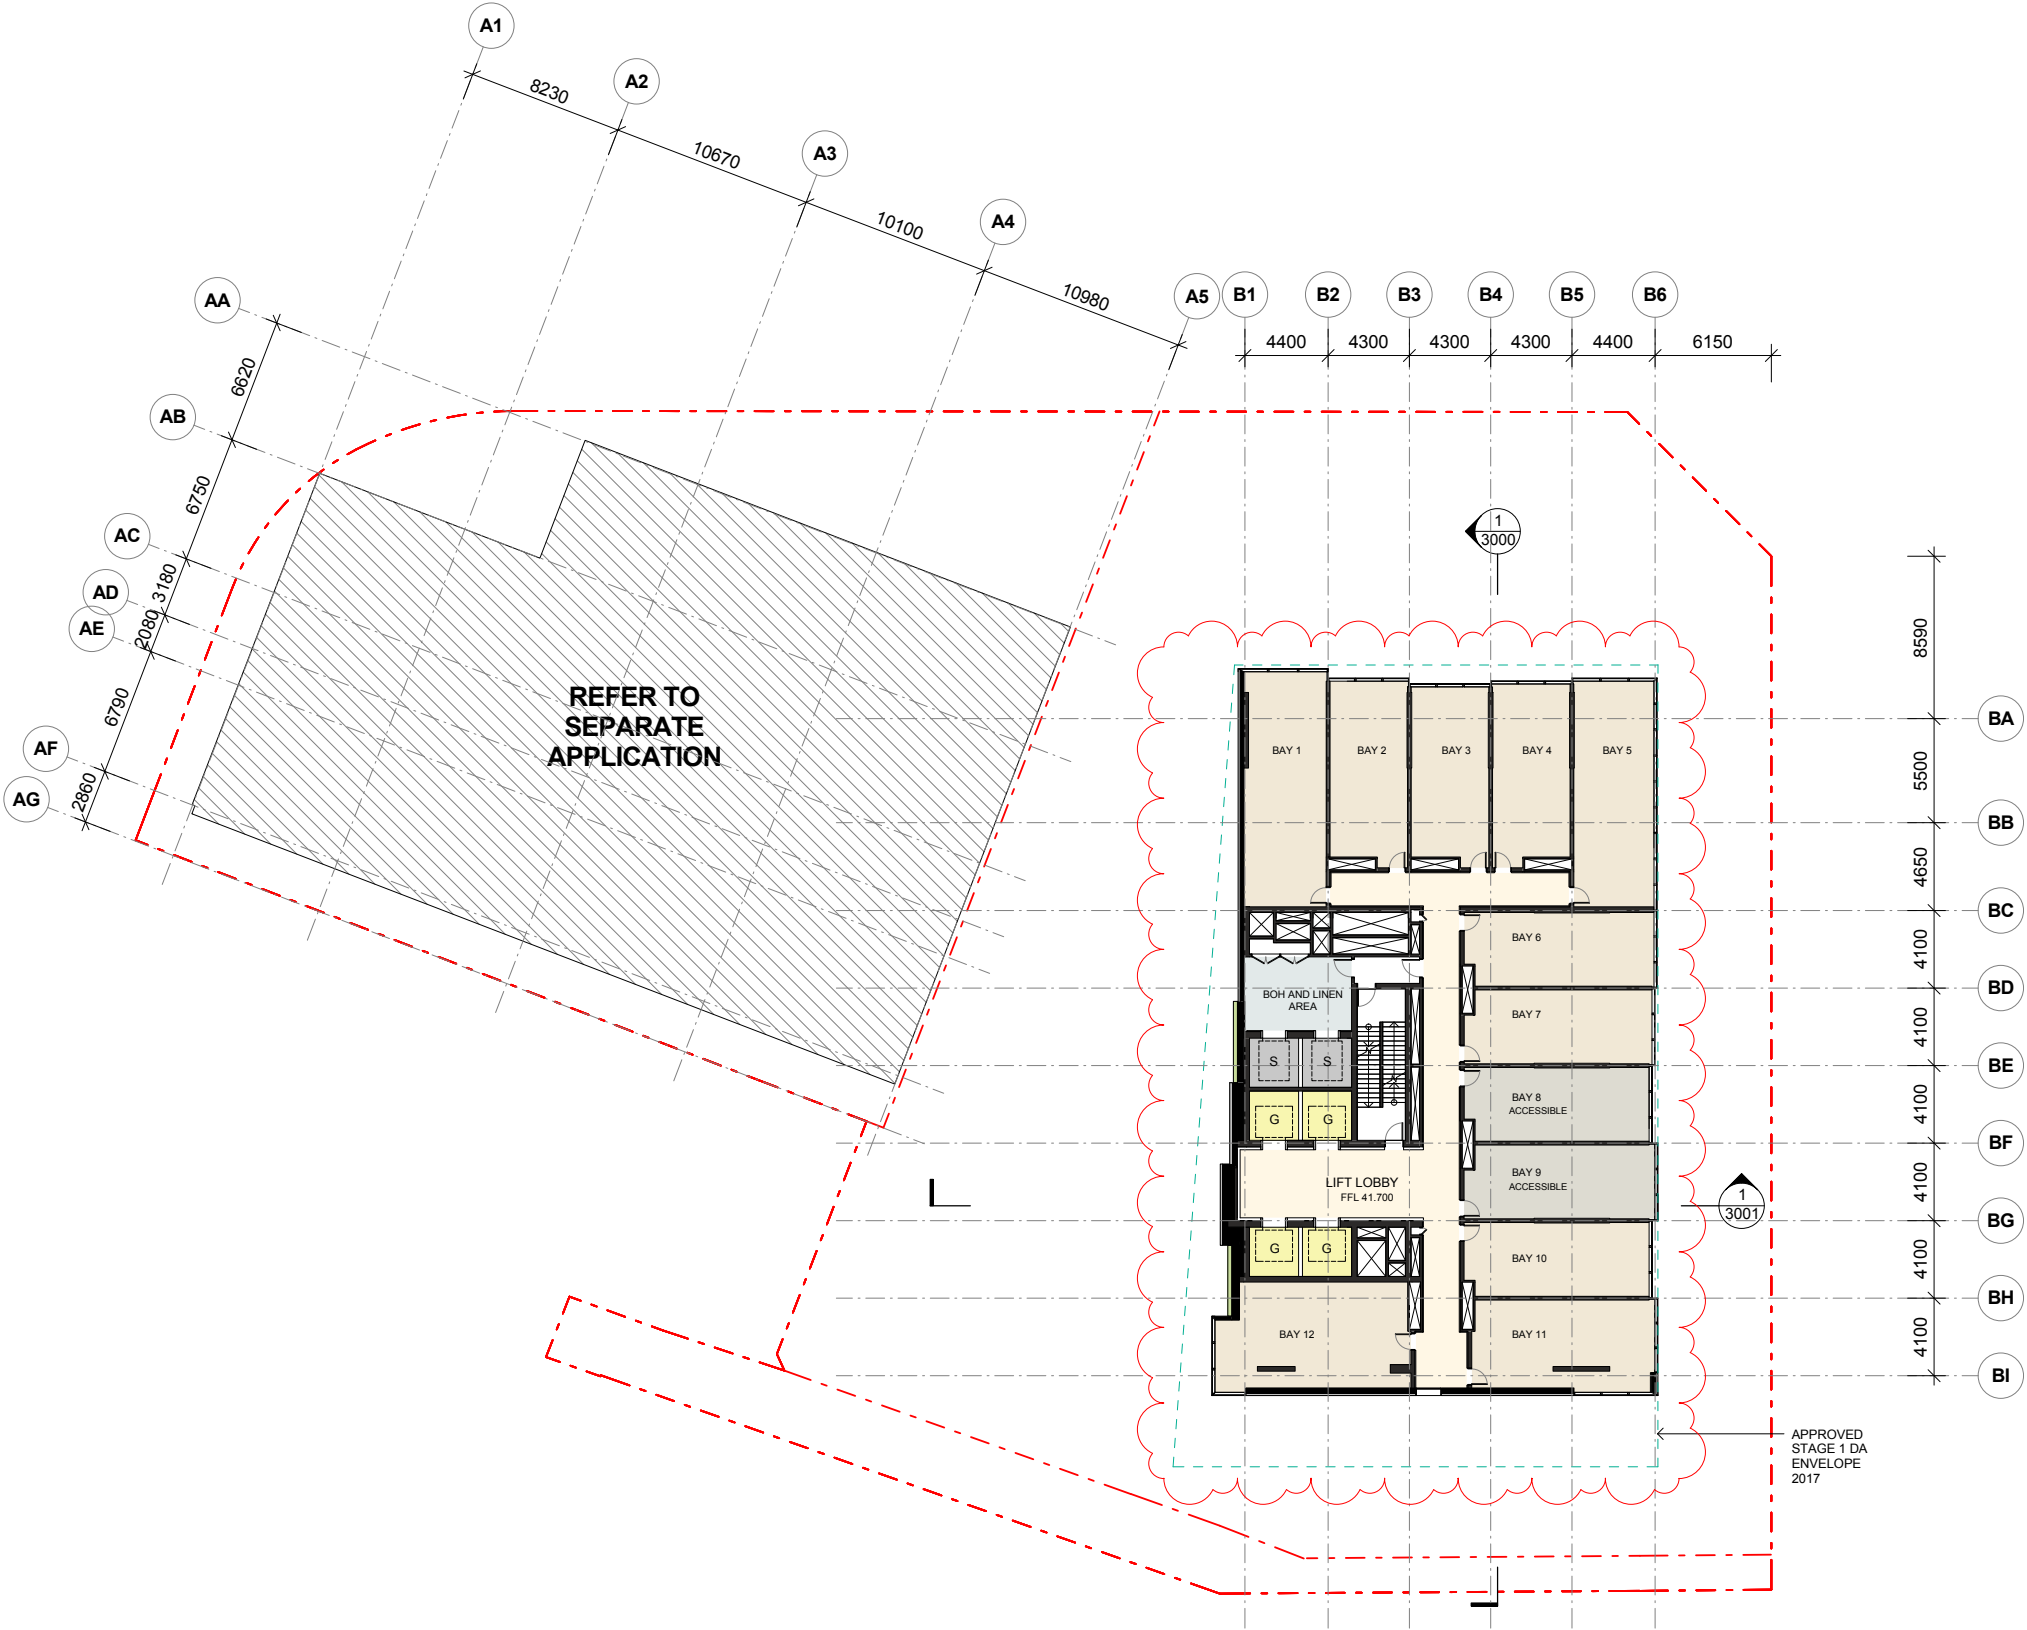 A1
A2
A3
A4
A5
B1
B2
B3
B4
B5
B6
8230
10670
10100
10980
4400
4300
4300
4300
4400
6150
AA
AB
AC
AD
AE
AF
AG
6620
6750
3180
2080
6790
2860
REFER TO
SEPARATE
APPLICATION
1
3000
8590
5500
4650
4100
4100
4100
4100
4100
4100
BA
BB
BC
BD
BE
BF
BG
BH
BI
BAY 1
BAY 2
BAY 3
BAY 4
BAY 5
BAY 6
BOH AND LINEN
AREA
BAY 7
S
S
BAY 8
ACCESSIBLE
G
G
BAY 9
ACCESSIBLE
LIFT LOBBY
FFL 41.700
1
3001
G
G
BAY 10
BAY 12
BAY 11
APPROVED
STAGE 1 DA
ENVELOPE
2017